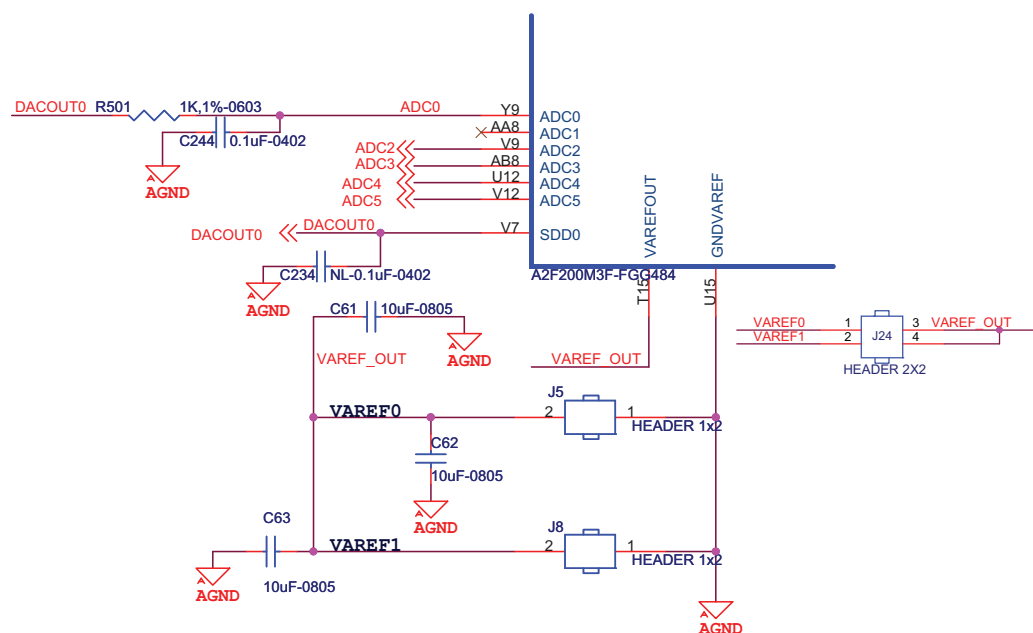 DACOUT0 R501 1K,1%-0603 ADC0 Y9 ADC0
AA8 ADC1
C244 0.1uF-0402
ADC2 V9 ADC2
A AGND
ADC3 AB8 ADC3
ADC4 U12 ADC4
ADC5 V12 ADC5
VAREFOUT
GNDVAREF
DACOUT0 DACOUT0 V7 SDD0
C234 NL-0.1uF-0402
A AGND
A2F200M3F-FGG484
T15
U15
C61 10uF-0805
A AGND
VAREF0 1 3 VAREF_OUT
VAREF1 2 J24 4
HEADER 2X2
VAREF_OUT
VAREF_OUT
J5
VAREF0 2 1
HEADER 1x2
C62
10uF-0805
A AGND
C63
J8
VAREF1 2 1
HEADER 1x2
10uF-0805
A AGND
A AGND